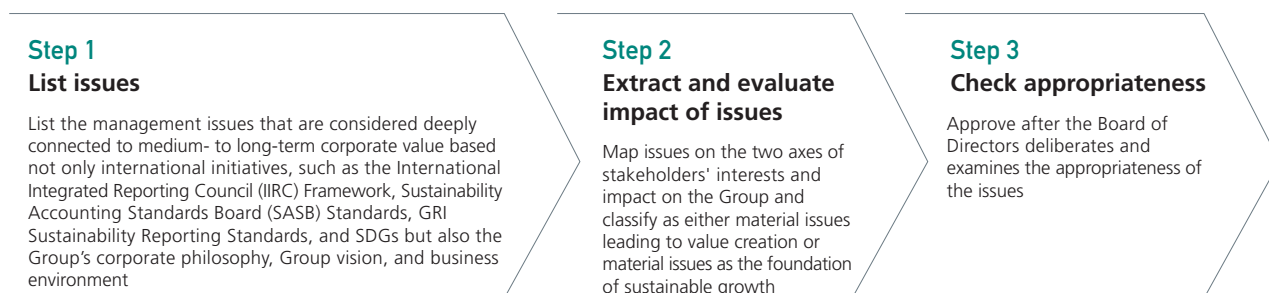 Step 1
List issues
List the management issues that are considered deeply
connected to medium- to long-term corporate value based
not only international initiatives, such as the International
Integrated Reporting Council (IIRC) Framework, Sustainability
Accounting Standards Board (SASB) Standards, GRI
Sustainability Reporting Standards, and SDGs but also the
Group's corporate philosophy, Group vision, and business
environment
Step 2
Extract and evaluate
impact of issues
Map issues on the two axes of
stakeholders' interests and
impact on the Group and
classify as either material issues
leading to value creation or
material issues as the foundation
of sustainable growth
Step 3
Check appropriateness
Approve after the Board of
Directors deliberates and
examines the appropriateness of
the issues